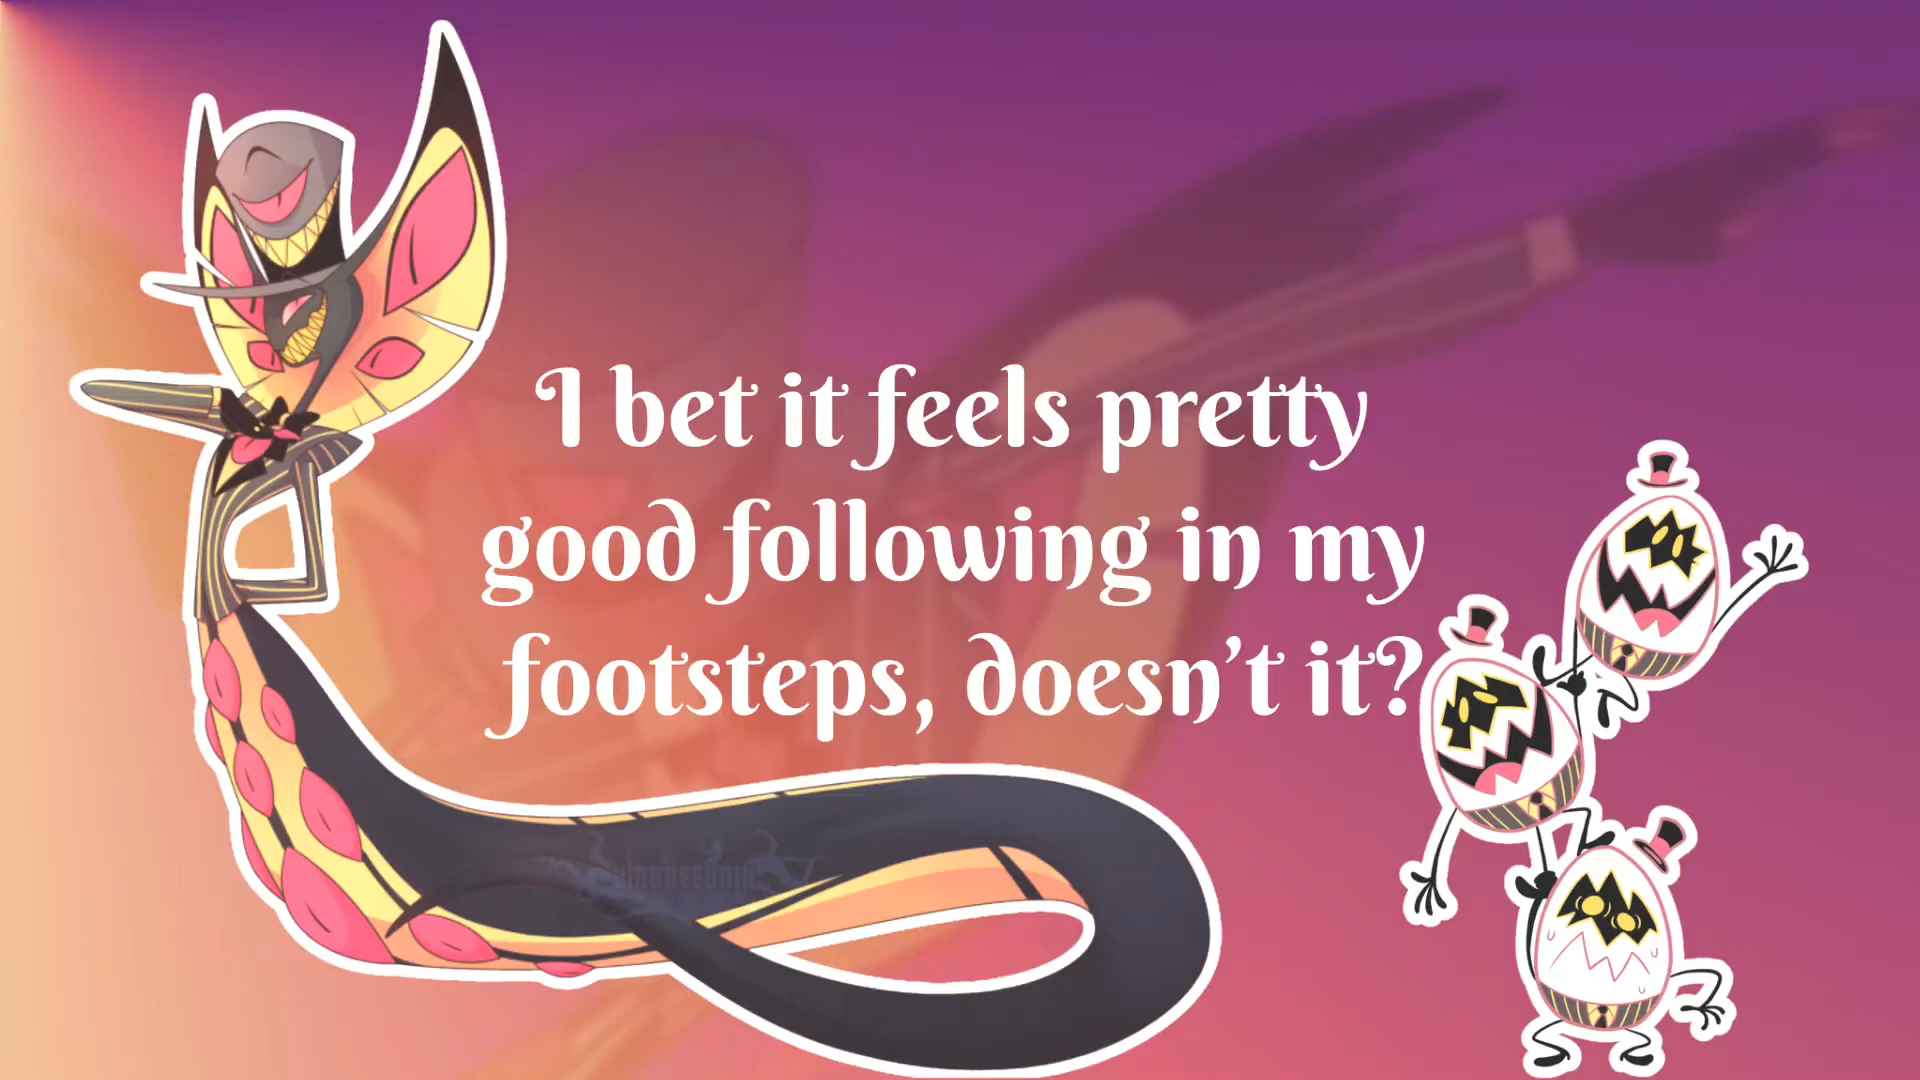 I bet it feels pretty
good following in my
footsteps, doesn’t it?